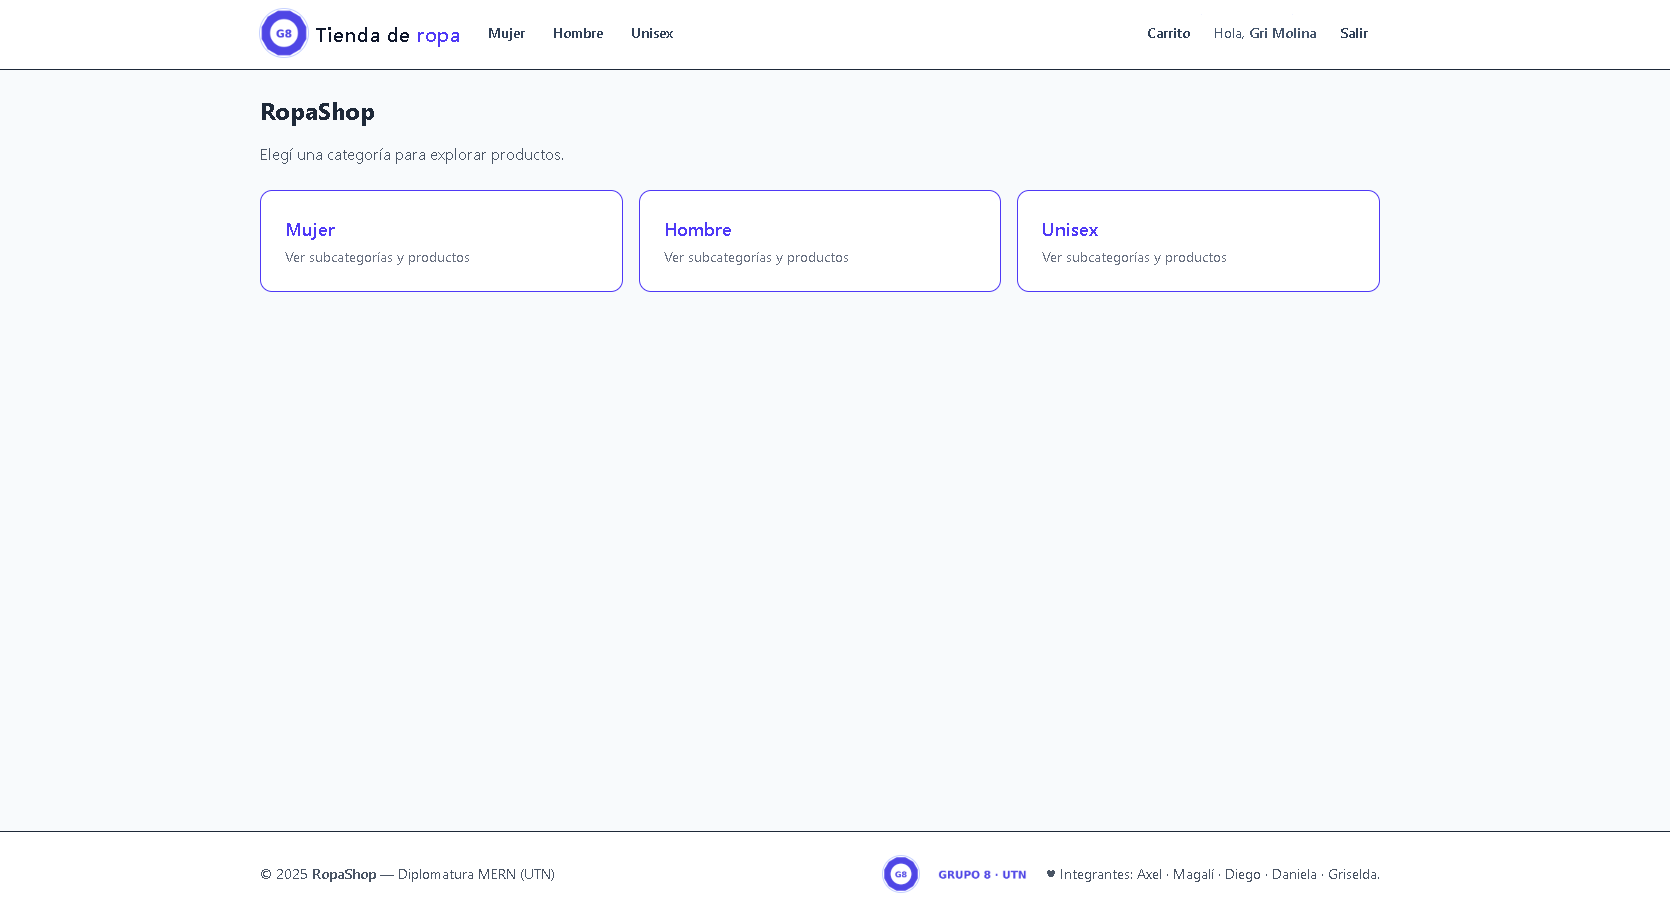 G8 Tienda de ropa Mujer Hombre Unisex Carrito Hola, Gri Molina Salir
RopaShop
Elegí una categoría para explorar productos.
Mujer
Ver subcategorías y productos
Hombre
Ver subcategorías y productos
Unisex
Ver subcategorías y productos
© 2025 RopaShop — Diplomatura MERN (UTN) G8 GRUPO 8 · UTN ♥ Integrantes: Axel · Magalí · Diego · Daniela · Griselda.